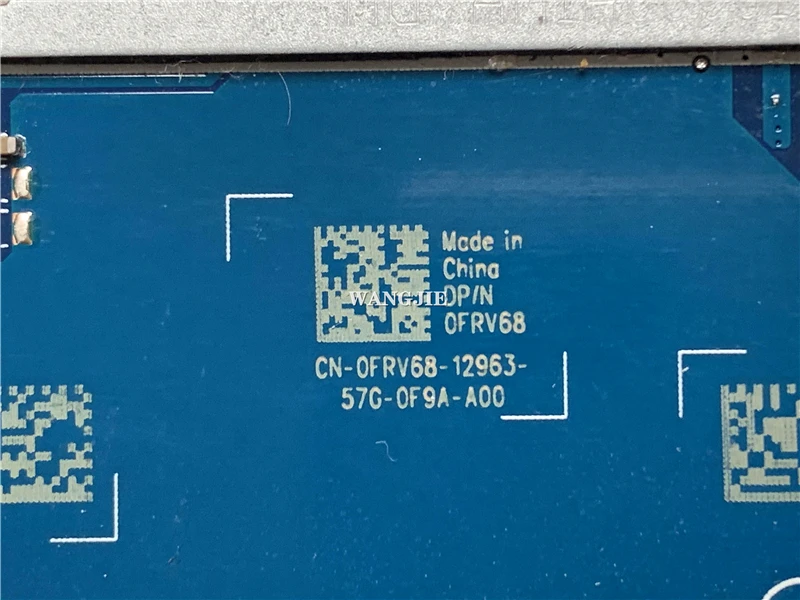 Made in
China
DP/N
0FRV68
WANGJIE
CN-0FRV68-12963-
57G-0F9A-A00